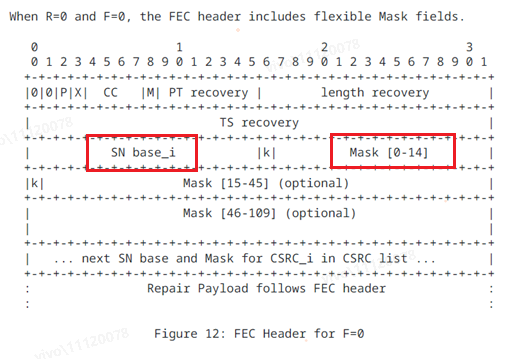 When R=0 and F=0, the FEC header includes flexible Mask fields.
0                   1                   2                   3
0 1 2 3 4 5 6 7 8 9 0 1 2 3 4 5 6 7 8 9 0 1 2 3 4 5 6 7 8 9 0 1
+-+-+-+-+-+-+-+-+-+-+-+-+-+-+-+-+-+-+-+-+-+-+-+-+-+-+-+-+-+-+-+-+
|0|0|P|X|  CC   |M| PT recovery |        length recovery        |
+-+-+-+-+-+-+-+-+-+-+-+-+-+-+-+-+-+-+-+-+-+-+-+-+-+-+-+-+-+-+-+-+
|                          TS recovery                          |
+-+-+-+-+-+-+-+-+-+-+-+-+-+-+-+-+-+-+-+-+-+-+-+-+-+-+-+-+-+-+-+-+
|           SN base_i           |k|          Mask [0-14]        |
+-+-+-+-+-+-+-+-+-+-+-+-+-+-+-+-+-+-+-+-+-+-+-+-+-+-+-+-+-+-+-+-+
|k|                   Mask [15-45] (optional)                   |
+-+-+-+-+-+-+-+-+-+-+-+-+-+-+-+-+-+-+-+-+-+-+-+-+-+-+-+-+-+-+-+-+
|                     Mask [46-109] (optional)                  |
|                                                               |
+-+-+-+-+-+-+-+-+-+-+-+-+-+-+-+-+-+-+-+-+-+-+-+-+-+-+-+-+-+-+-+-+
|   ... next SN base and Mask for CSRC_i in CSRC list ...       |
+-+-+-+-+-+-+-+-+-+-+-+-+-+-+-+-+-+-+-+-+-+-+-+-+-+-+-+-+-+-+-+-+
:               Repair Payload follows FEC header               :
:                                                               :
Figure 12: FEC Header for F=0
vivo\11120078